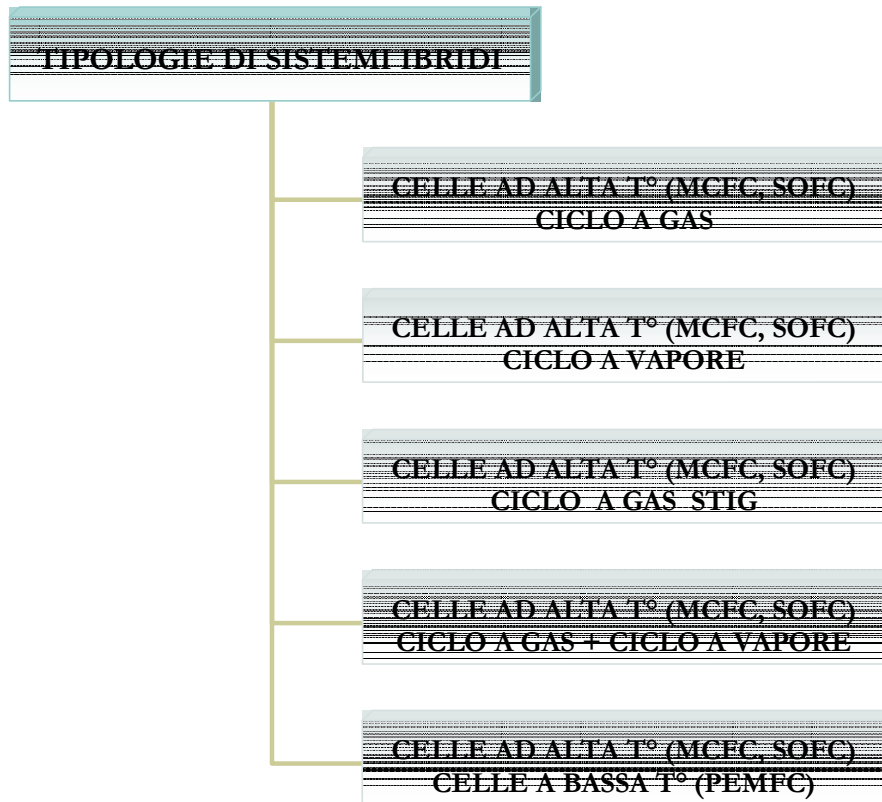 TIPOLOGIE DI SISTEMI IBRIDI
CELLE AD ALTA T° (MCFC, SOFC)
CICLO A GAS
CELLE AD ALTA T° (MCFC, SOFC)
CICLO A VAPORE
CELLE AD ALTA T° (MCFC, SOFC)
CICLO A GAS STIG
CELLE AD ALTA T° (MCFC, SOFC)
CICLO A GAS + CICLO A VAPORE
CELLE AD ALTA T° (MCFC, SOFC)
CELLE A BASSA T° (PEMFC)